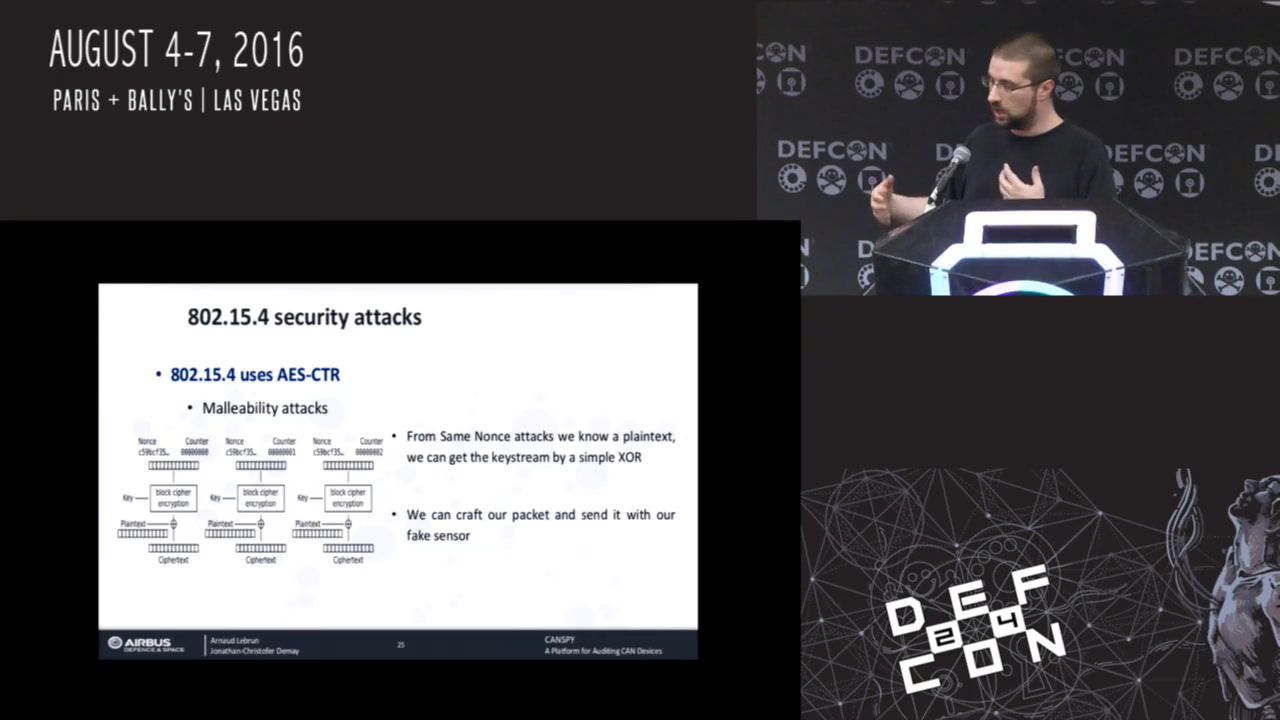 AUGUST 4-7, 2016
PARIS + BALLY'S | LAS VEGAS
DEFCON
DEFCON
DEFCON
DEFCON
DEFCON
802.15.4 security attacks
• 802.15.4 uses AES-CTR
• Malleability attacks
Nonce Counter Nonce Counter Nonce Counter
c59bcf35… 00000000 c59bcf35… 00000001 c59bcf35… 00000002
Key block cipher encryption Key block cipher encryption Key block cipher encryption
Plaintext Plaintext Plaintext
Ciphertext Ciphertext Ciphertext
• From Same Nonce attacks we know a plaintext,
we can get the keystream by a simple XOR
• We can craft our packet and send it with our
fake sensor
AIRBUS
DEFENCE & SPACE
Arnaud Lebrun
Jonathan-Christofer Demay
25
CANSPY
A Platform for Auditing CAN Devices
DEF
24
CON